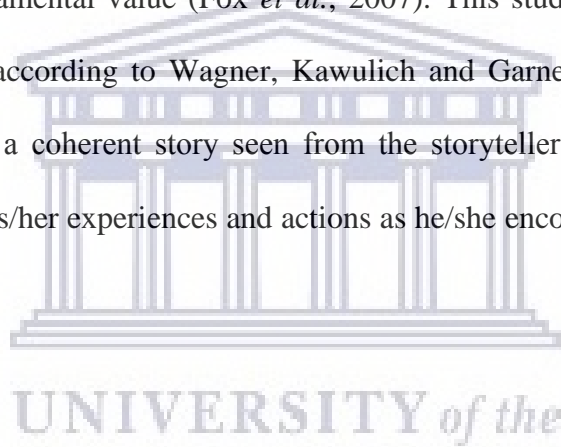 amental value (Fox et al., 2007). This stud
according to Wagner, Kawulich and Garne
a coherent story seen from the storyteller
s/her experiences and actions as he/she enco
UNIVERSITY of the